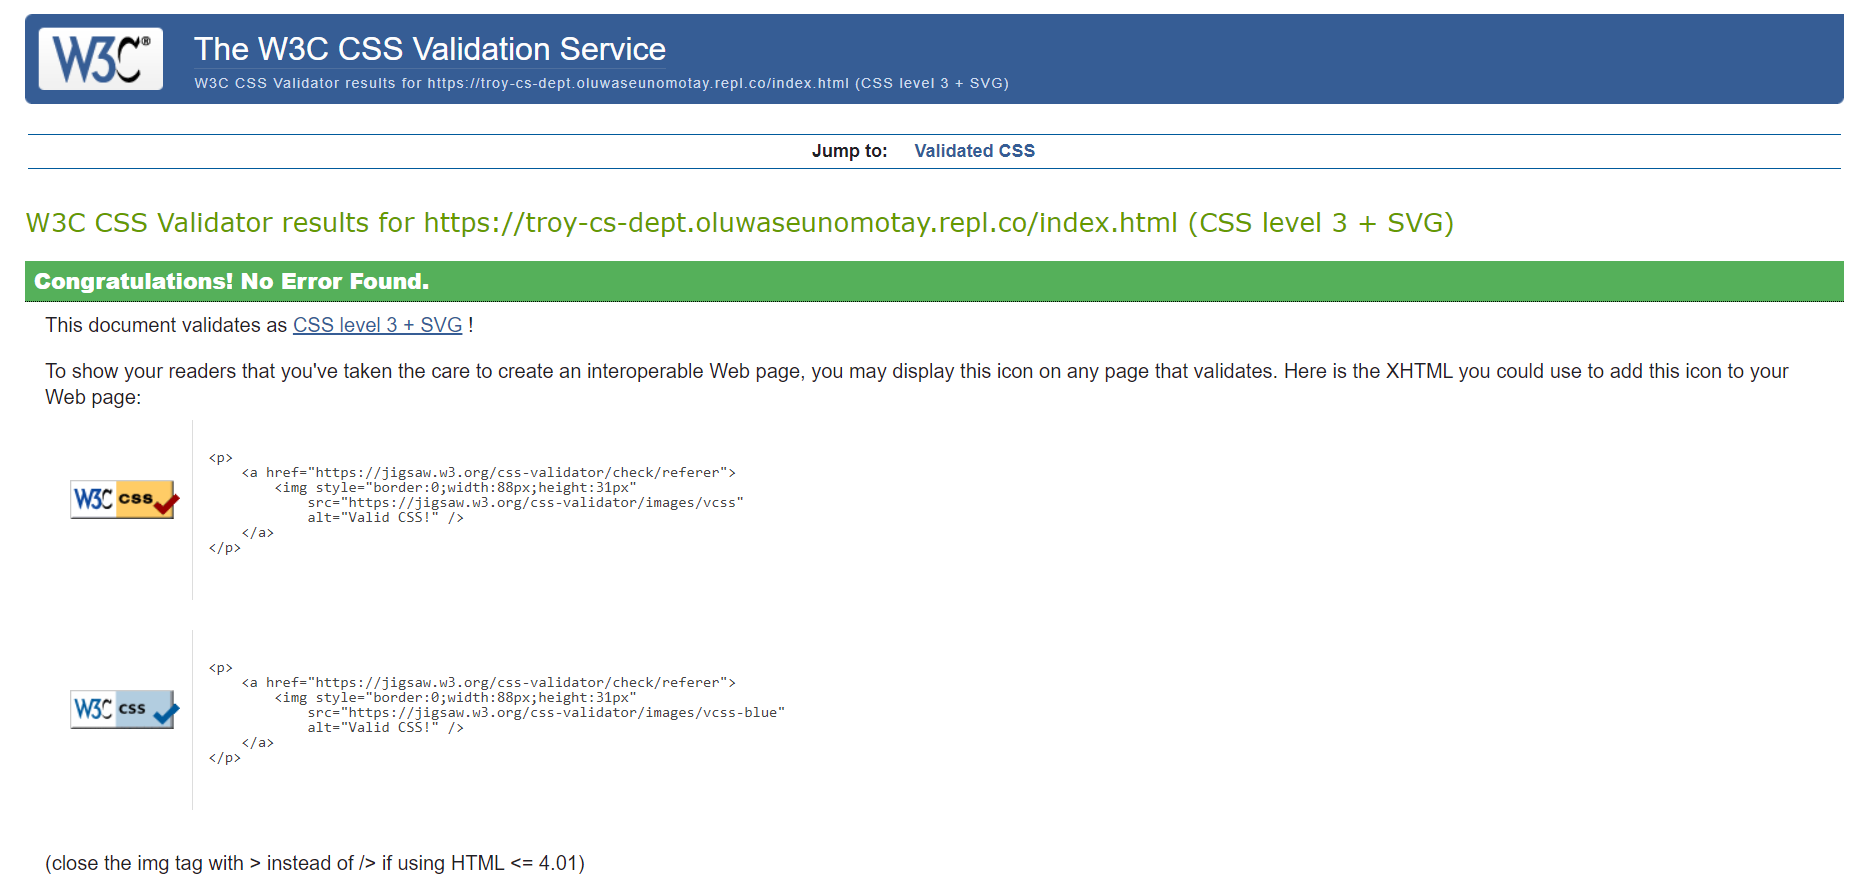 W3C®
The W3C CSS Validation Service
W3C CSS Validator results for https://troy-cs-dept.oluwaseunomotay.repl.co/index.html (CSS level 3 + SVG)
Jump to: Validated CSS
W3C CSS Validator results for https://troy-cs-dept.oluwaseunomotay.repl.co/index.html (CSS level 3 + SVG)
Congratulations! No Error Found.
This document validates as CSS level 3 + SVG !
To show your readers that you've taken the care to create an interoperable Web page, you may display this icon on any page that validates. Here is the XHTML you could use to add this icon to your
Web page:
W3C css
<p>
    <a href="https://jigsaw.w3.org/css-validator/check/referer">
        <img style="border:0;width:88px;height:31px"
            src="https://jigsaw.w3.org/css-validator/images/vcss"
            alt="Valid CSS!" />
    </a>
</p>
W3C css
<p>
    <a href="https://jigsaw.w3.org/css-validator/check/referer">
        <img style="border:0;width:88px;height:31px"
            src="https://jigsaw.w3.org/css-validator/images/vcss-blue"
            alt="Valid CSS!" />
    </a>
</p>
(close the img tag with > instead of /> if using HTML <= 4.01)